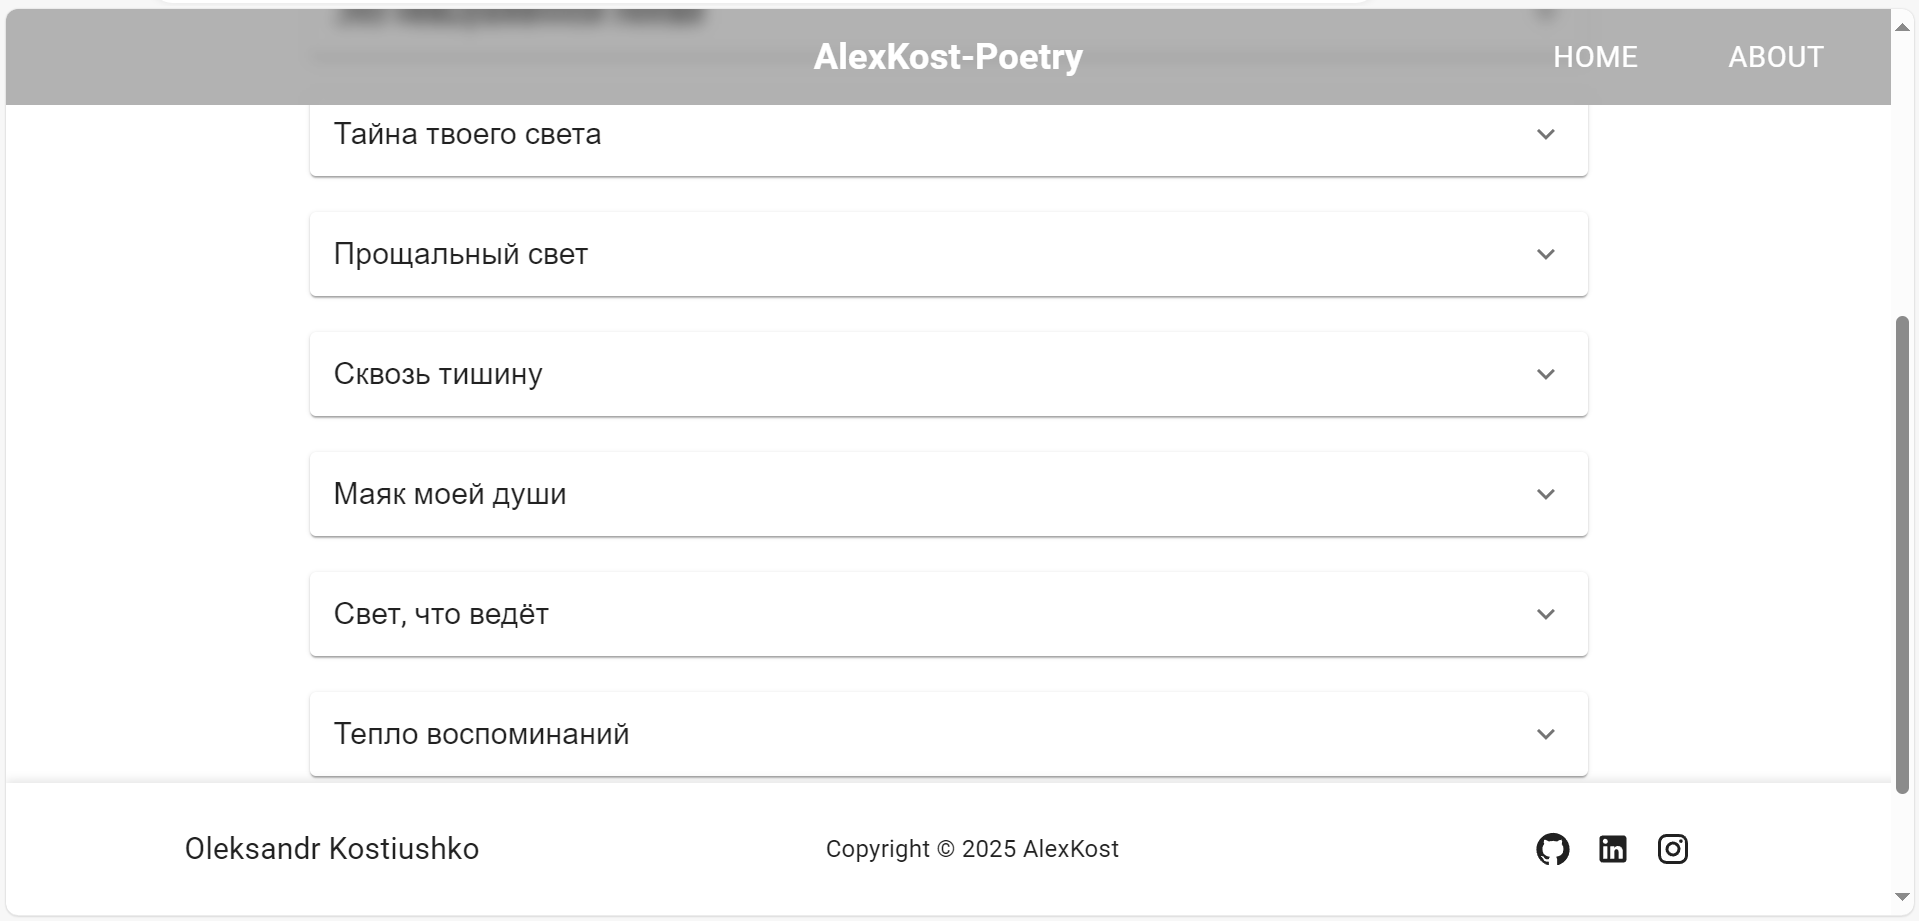 AlexKost-Poetry
HOME
ABOUT
Тайна твоего света
Прощальный свет
Сквозь тишину
Маяк моей души
Свет, что ведёт
Тепло воспоминаний
Oleksandr Kostiushko
Copyright © 2025 AlexKost
in